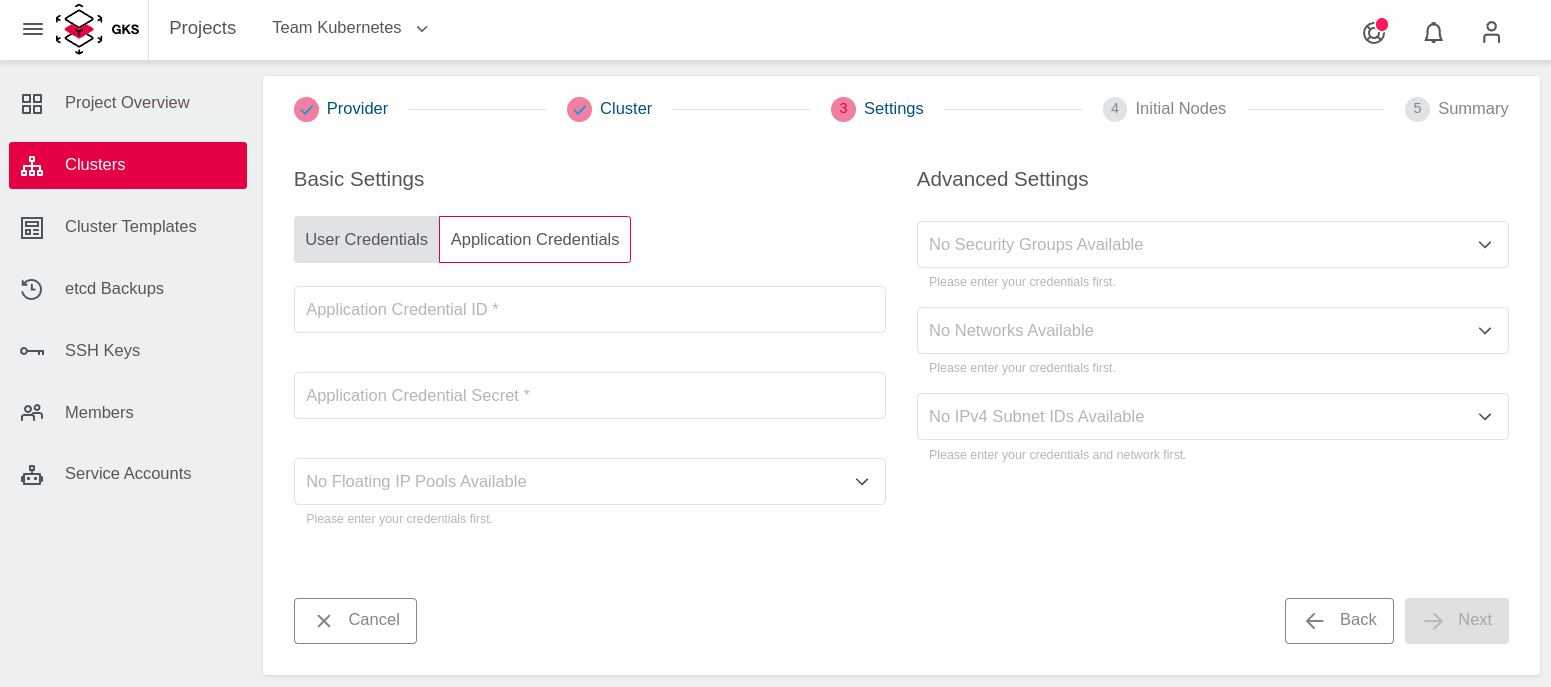 GKS
Projects
Team Kubernetes
Project Overview
Clusters
Cluster Templates
etcd Backups
SSH Keys
Members
Service Accounts
Provider
Cluster
3 Settings
4 Initial Nodes
5 Summary
Basic Settings
User Credentials
Application Credentials
Application Credential ID *
Application Credential Secret *
No Floating IP Pools Available
Please enter your credentials first.
Advanced Settings
No Security Groups Available
Please enter your credentials first.
No Networks Available
Please enter your credentials first.
No IPv4 Subnet IDs Available
Please enter your credentials and network first.
Cancel
Back
Next